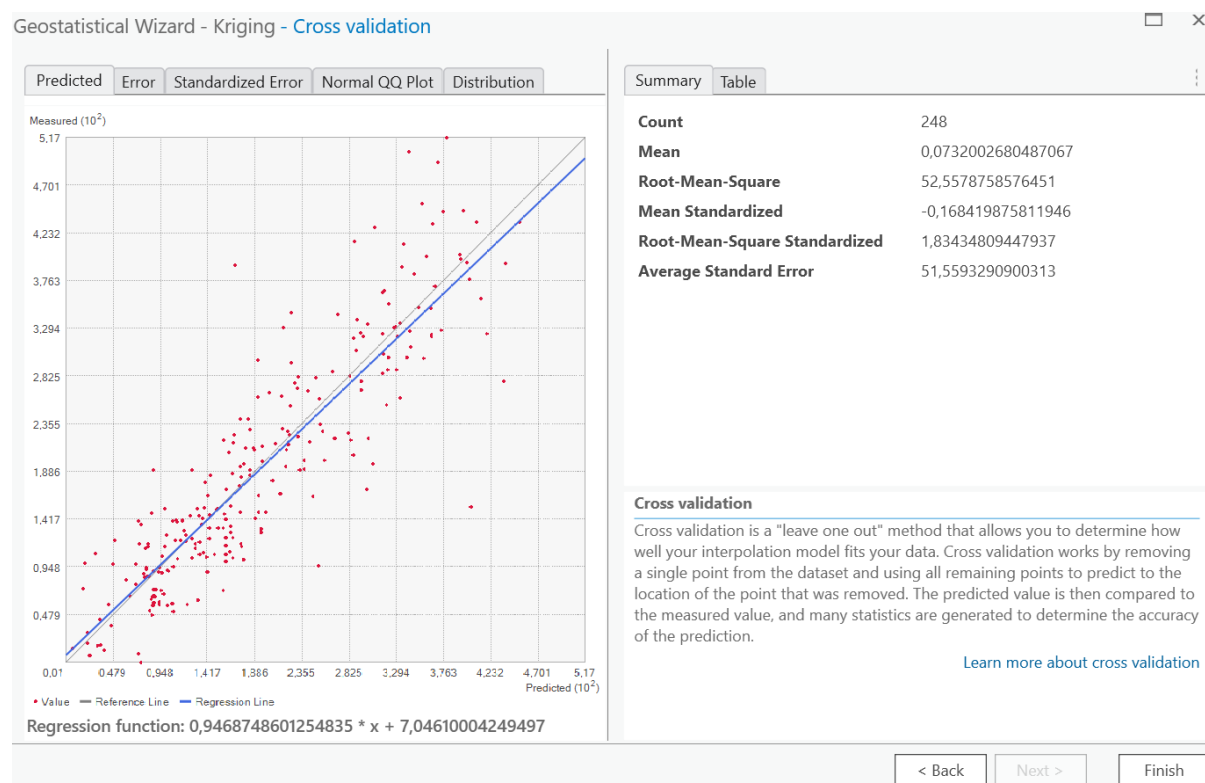 Geostatistical Wizard - Kriging - Cross validation
Predicted Error Standardized Error Normal QQ Plot Distribution
Measured (10²)
5,17
4,701
4,232
3,763
3,294
2,825
2,355
1,886
1,417
0,948
0,479
0,01 0,479 0,948 1,417 1,886 2,355 2,825 3,294 3,763 4,232 4,701 5,17
Predicted (10²)
Value Reference Line Regression Line
Regression function: 0,9468748601254835 * x + 7,04610004249497
Summary Table
Count 248
Mean 0,0732002680487067
Root-Mean-Square 52,5578758576451
Mean Standardized -0,168419875811946
Root-Mean-Square Standardized 1,83434809447937
Average Standard Error 51,5593290900313
Cross validation
Cross validation is a "leave one out" method that allows you to determine how
well your interpolation model fits your data. Cross validation works by removing
a single point from the dataset and using all remaining points to predict to the
location of the point that was removed. The predicted value is then compared to
the measured value, and many statistics are generated to determine the accuracy
of the prediction.
Learn more about cross validation
< Back Next > Finish